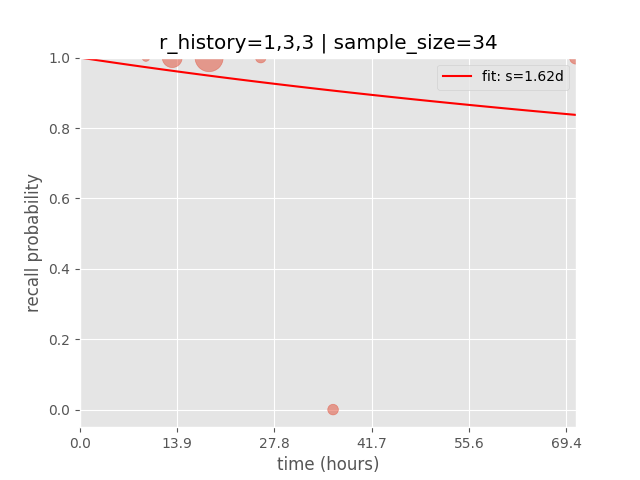 r_history=1,3,3 | sample_size=34
fit: s=1.62d
1.0
0.8
0.6
0.4
0.2
0.0
recall probability
0.0 13.9 27.8 41.7 55.6 69.4
time (hours)